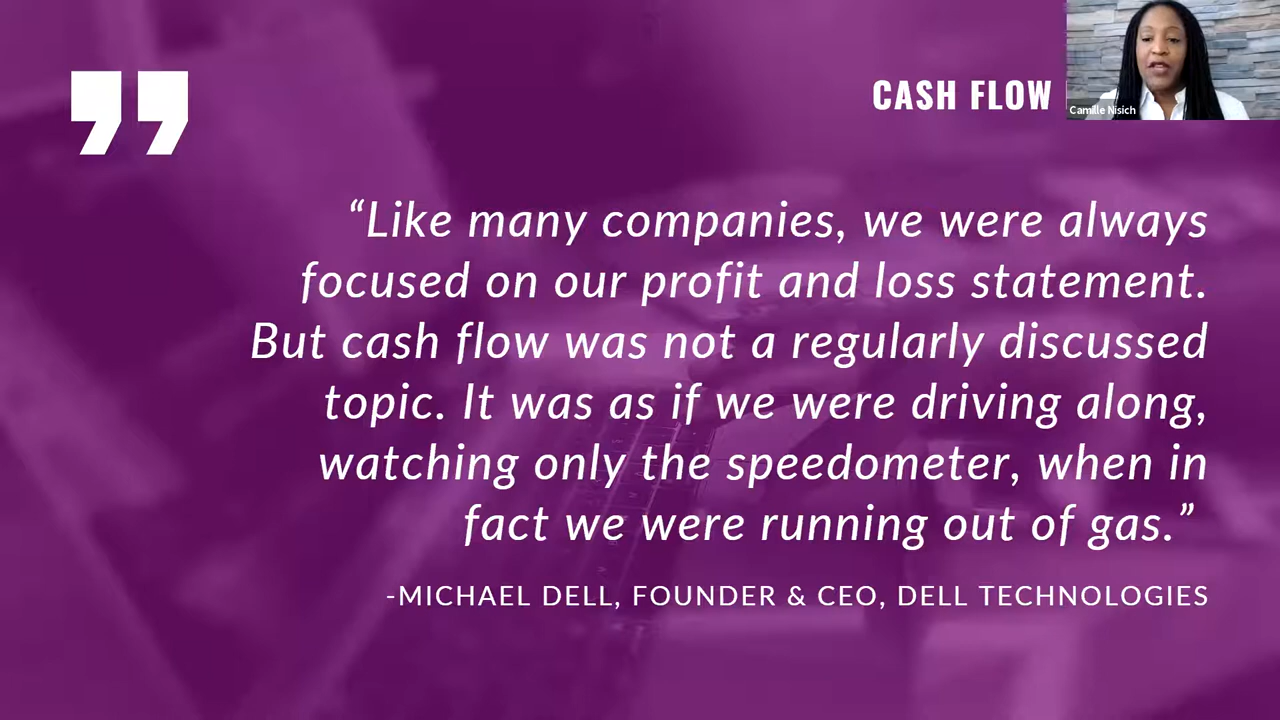 ”
CASH FLOW
Camille Nisich
“Like many companies, we were always
focused on our profit and loss statement.
But cash flow was not a regularly discussed
topic. It was as if we were driving along,
watching only the speedometer, when in
fact we were running out of gas.”
-MICHAEL DELL, FOUNDER & CEO, DELL TECHNOLOGIES